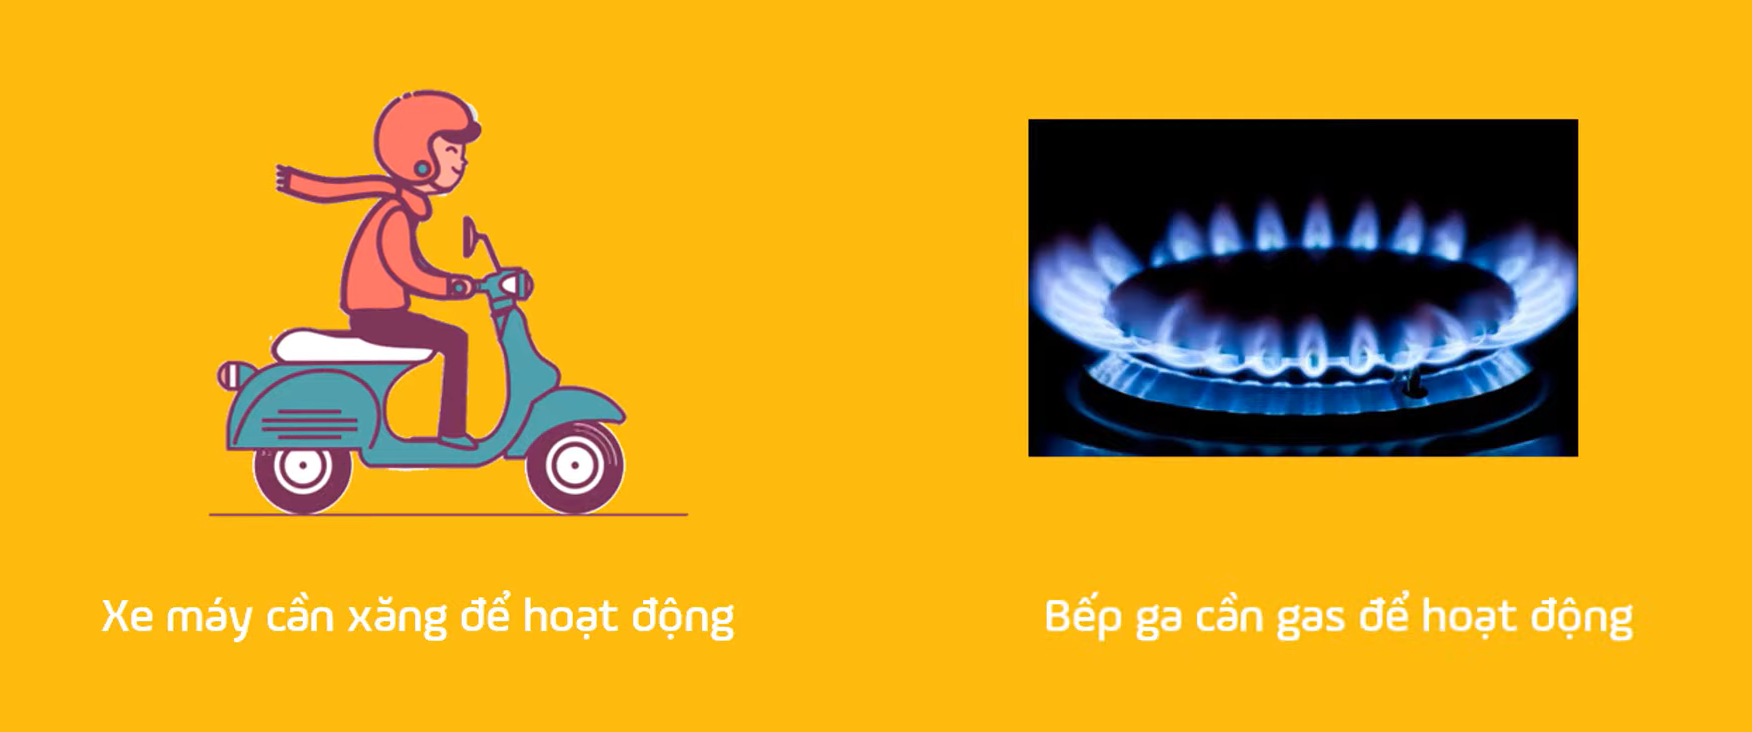 Xe máy cần xăng để hoạt động
Bếp ga cần gas để hoạt động